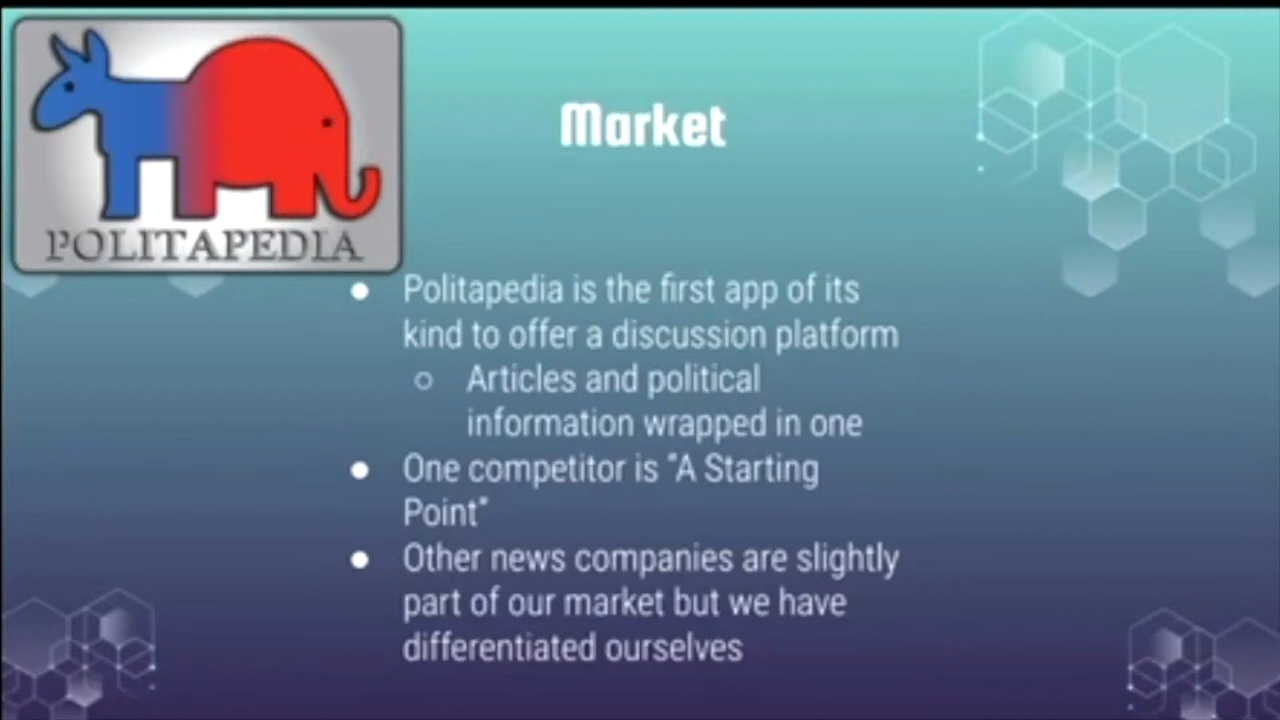 POLITAPEDIA
Market
● Politapedia is the first app of its
kind to offer a discussion platform
○ Articles and political
information wrapped in one
● One competitor is “A Starting
Point”
● Other news companies are slightly
part of our market but we have
differentiated ourselves